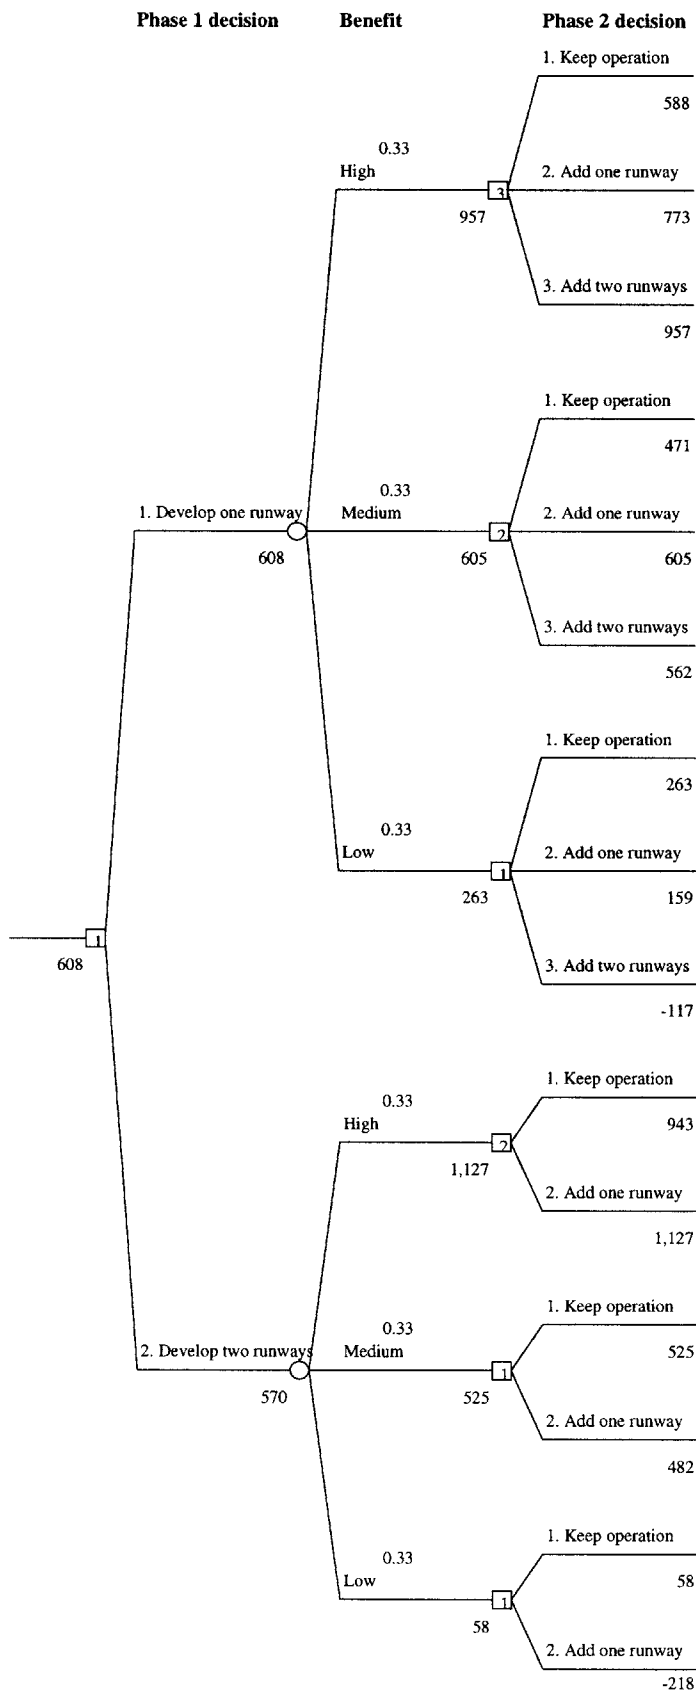 Phase 1 decision Benefit Phase 2 decision
1. Keep operation
588
0.33
High
2. Add one runway
3
957
773
3. Add two runways
957
1. Keep operation
471
0.33
1. Develop one runway
Medium
2. Add one runway
2
608
605
605
3. Add two runways
562
1. Keep operation
263
0.33
Low
2. Add one runway
1
263
159
1
608
3. Add two runways
-117
1. Keep operation
0.33
High
943
2
1,127
2. Add one runway
1,127
1. Keep operation
0.33
2. Develop two runways
Medium
525
1
570
525
2. Add one runway
482
1. Keep operation
0.33
Low
58
1
58
2. Add one runway
-218